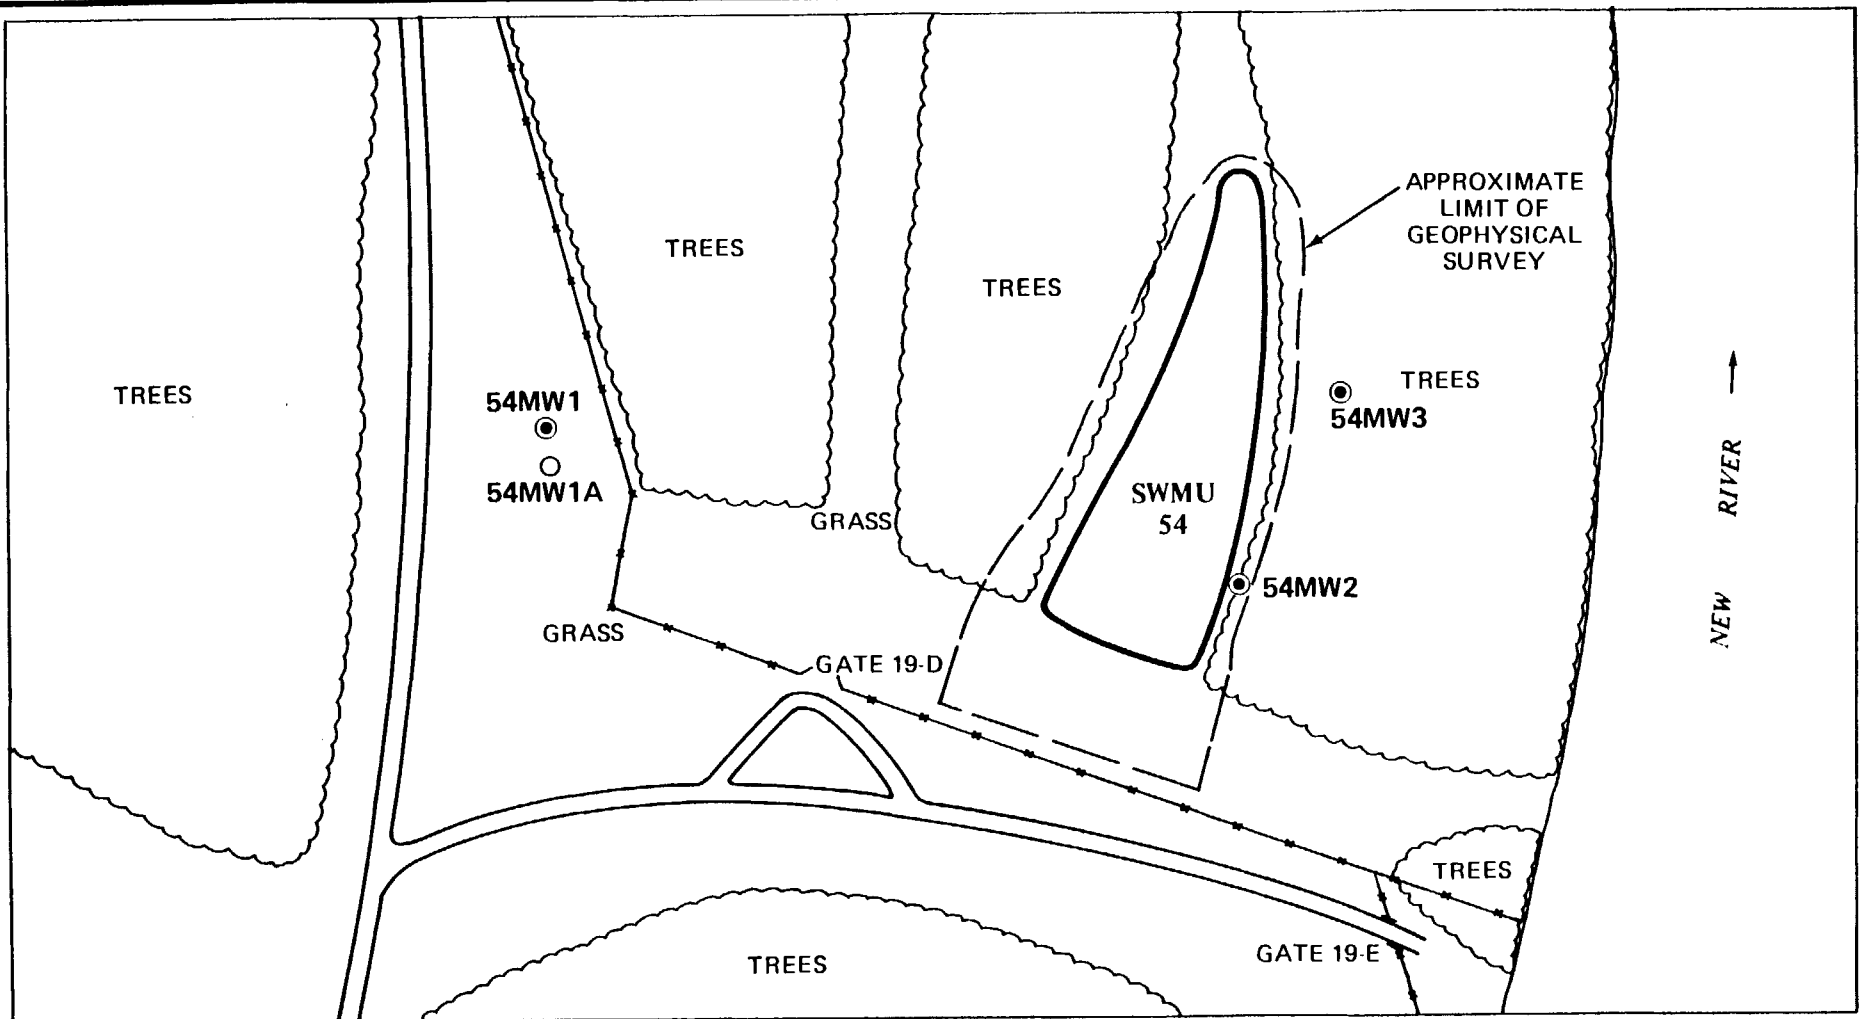 APPROXIMATE
LIMIT OF
GEOPHYSICAL
SURVEY
TREES
TREES
TREES
TREES
54MW1
54MW3
54MW1A
SWMU
54
GRASS
NEW RIVER
54MW2
GRASS
GATE 19-D
TREES
GATE 19-E
TREES